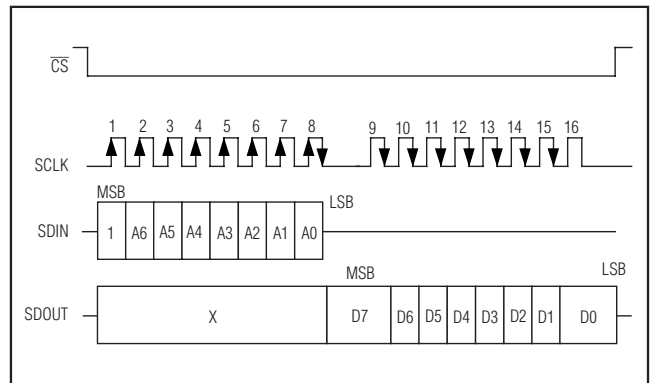 CS
1 2 3 4 5 6 7 8 9 10 11 12 13 14 15 16
SCLK
MSB LSB
SDIN 1 A6 A5 A4 A3 A2 A1 A0
MSB LSB
SDOUT X D7 D6 D5 D4 D3 D2 D1 D0